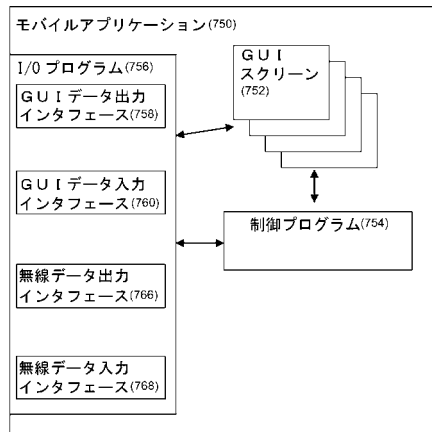 モバイルアプリケーション(750)
I/O プログラム(756)
GUIデータ出力
インタフェース(758)
GUIデータ入力
インタフェース(760)
無線データ出力
インタフェース(766)
無線データ入力
インタフェース(768)
GUI
スクリーン
(752)
制御プログラム(754)